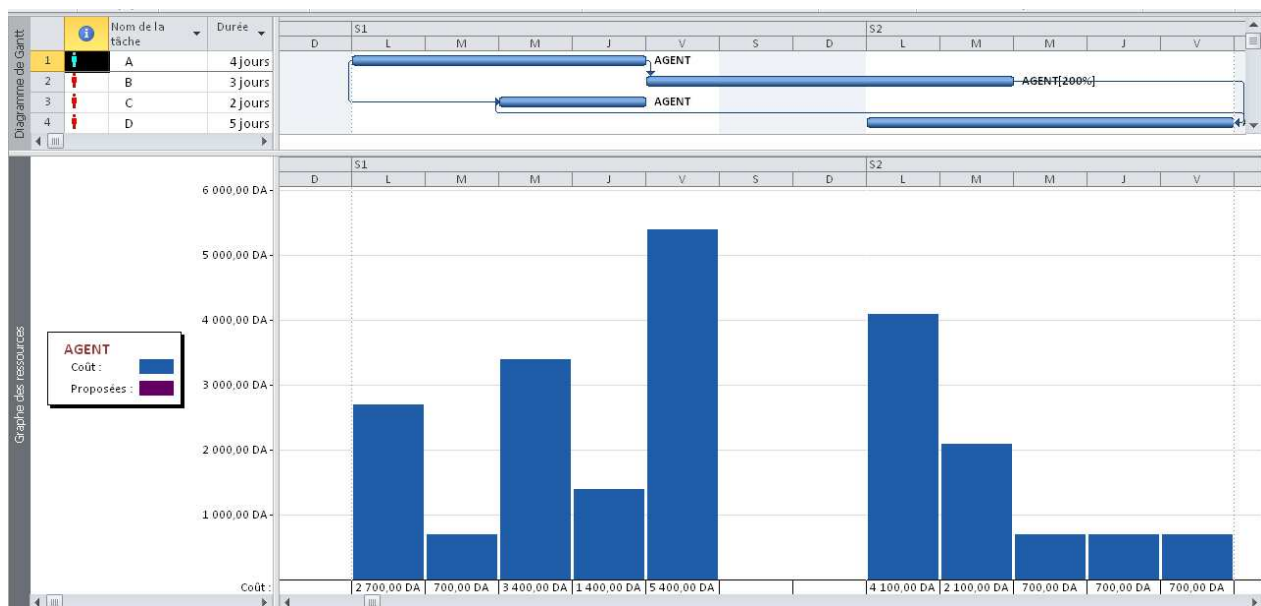 Diagramme de Gantt
Nom de la tâche Durée
S1 S2
D L M M J V S D L M M J V
1 A 4 jours AGENT
2 B 3 jours AGENT[200%]
3 C 2 jours AGENT
4 D 5 jours
Graphe des ressources
S1 S2
D L M M J V S D L M M J V
6 000,00 DA
5 000,00 DA
4 000,00 DA
3 000,00 DA
2 000,00 DA
1 000,00 DA
AGENT
Coût :
Proposées :
Coût : 2 700,00 DA 700,00 DA 3 400,00 DA 1 400,00 DA 5 400,00 DA 4 100,00 DA 2 100,00 DA 700,00 DA 700,00 DA 700,00 DA